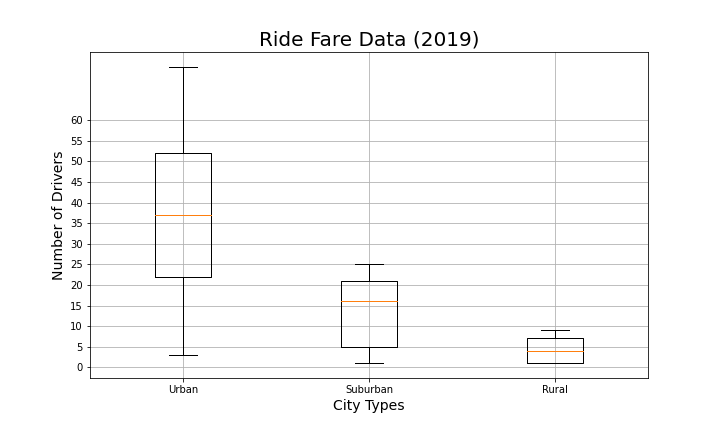 Ride Fare Data (2019)
Number of Drivers
60
55
50
45
40
35
30
25
20
15
10
5
0
Urban
Suburban
Rural
City Types